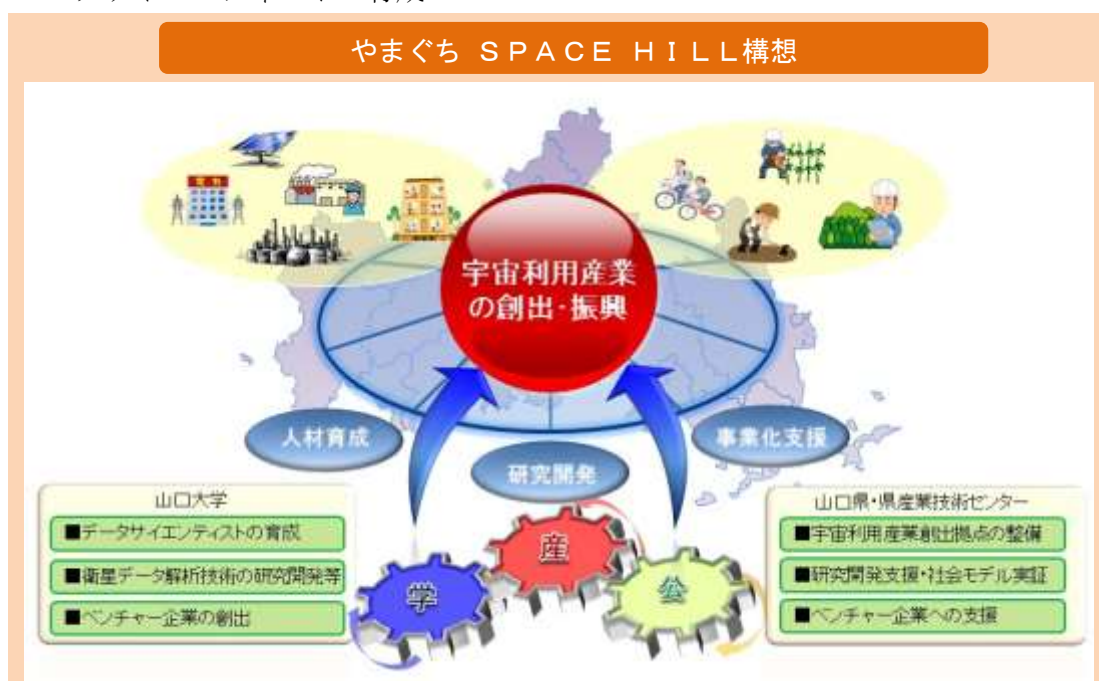 やまぐち ＳＰＡＣＥ ＨＩＬＬ構想
宇宙利用産業
の創出・振興
人材育成
研究開発
事業化支援
山口大学
■データサイエンティストの育成
■衛星データ解析技術の研究開発等
■ベンチャー企業の創出
学
産
公
山口県・県産業技術センター
■宇宙利用産業創出拠点の整備
■研究開発支援・社会モデル実証
■ベンチャー企業への支援